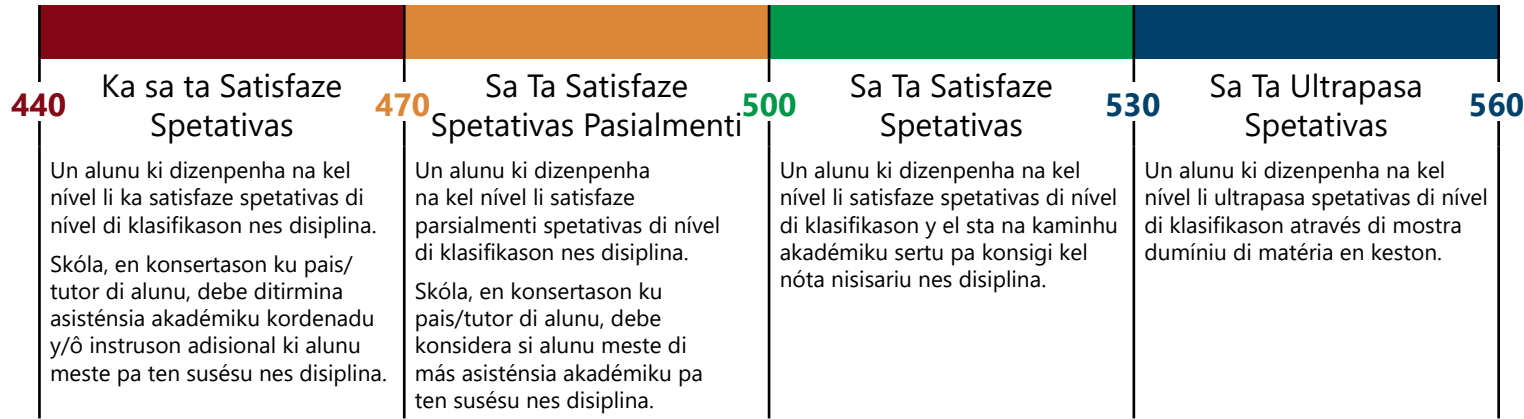 440
Ka sa ta Satisfaze
Spetativas
470
Sa Ta Satisfaze
Spetativas Pasialmenti
500
Sa Ta Satisfaze
Spetativas
530
Sa Ta Ultrapasa
Spetativas
560
Un alunu ki dizenpenha na kel
nível li ka satisfaze spetativas di
nível di klasifikason nes disiplina.
Skóla, en konsertason ku pais/
tutor di alunu, debe ditirmina
asisténsia akadémiku kordenadu
y/ô instruson adisional ki alunu
meste pa ten susésu nes disiplina.
Un alunu ki dizenpenha
na kel nível li satisfaze
parsialmenti spetativas di nível
di klasifikason nes disiplina.
Skóla, en konsertason ku
pais/tutor di alunu, debe
konsidera si alunu meste di
más asisténsia akadémiku pa
ten susésu nes disiplina.
Un alunu ki dizenpenha na kel
nível li satisfaze spetativas di nível
di klasifikason y el sta na kaminhu
akadémiku sertu pa konsigi kel
nóta nisisariu nes disiplina.
Un alunu ki dizenpenha na kel
nível li ultrapasa spetativas di nível
di klasifikason através di mostra
dumíniu di matéria en keston.